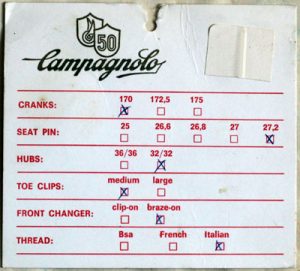 50
Campagnolo
170 172,5 175
CRANKS:
25 26,6 26,8 27 27,2
SEAT PIN:
36/36 32/32
HUBS:
medium large
TOE CLIPS:
clip-on braze-on
FRONT CHANGER:
Bsa French Italian
THREAD: